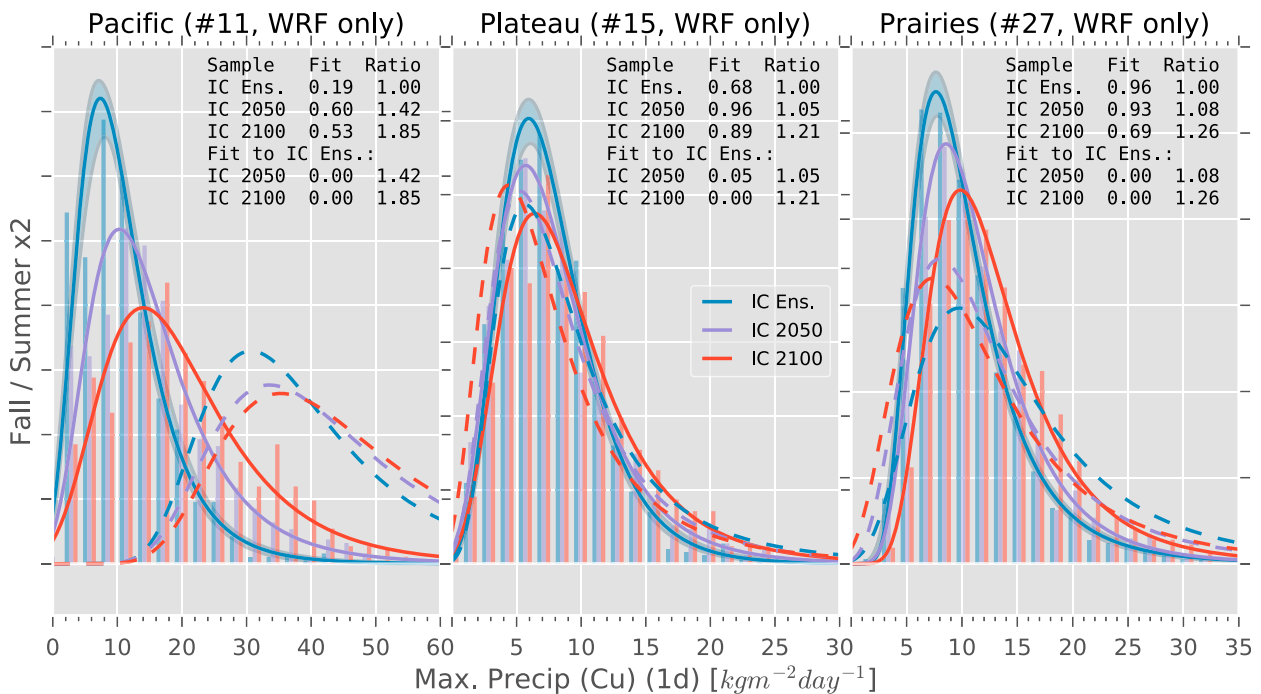 Pacific (#11, WRF only)
Plateau (#15, WRF only)
Prairies (#27, WRF only)
Sample Fit Ratio
IC Ens. 0.19 1.00
IC 2050 0.60 1.42
IC 2100 0.53 1.85
Fit to IC Ens.:
IC 2050 0.00 1.42
IC 2100 0.00 1.85
Sample Fit Ratio
IC Ens. 0.68 1.00
IC 2050 0.96 1.05
IC 2100 0.89 1.21
Fit to IC Ens.:
IC 2050 0.05 1.05
IC 2100 0.00 1.21
Sample Fit Ratio
IC Ens. 0.96 1.00
IC 2050 0.93 1.08
IC 2100 0.69 1.26
Fit to IC Ens.:
IC 2050 0.00 1.08
IC 2100 0.00 1.26
IC Ens.
IC 2050
IC 2100
Fall / Summer x2
0 10 20 30 40 50 60
0 5 10 15 20 25 30
5 10 15 20 25 30 35
Max. Precip (Cu) (1d) [kgm⁻²day⁻¹]